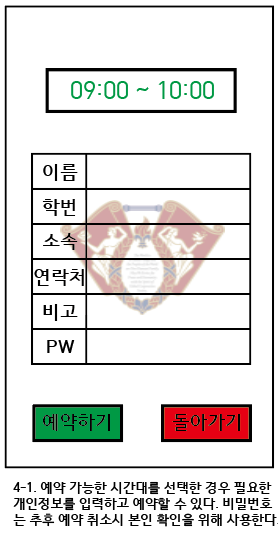 09:00 ~ 10:00
이름
학번
소속
연락처
비고
PW
예약하기 돌아가기
4-1. 예약 가능한 시간대를 선택한 경우 필요한
개인정보를 입력하고 예약할 수 있다. 비밀번호
는 추후 예약 취소시 본인 확인을 위해 사용한다.